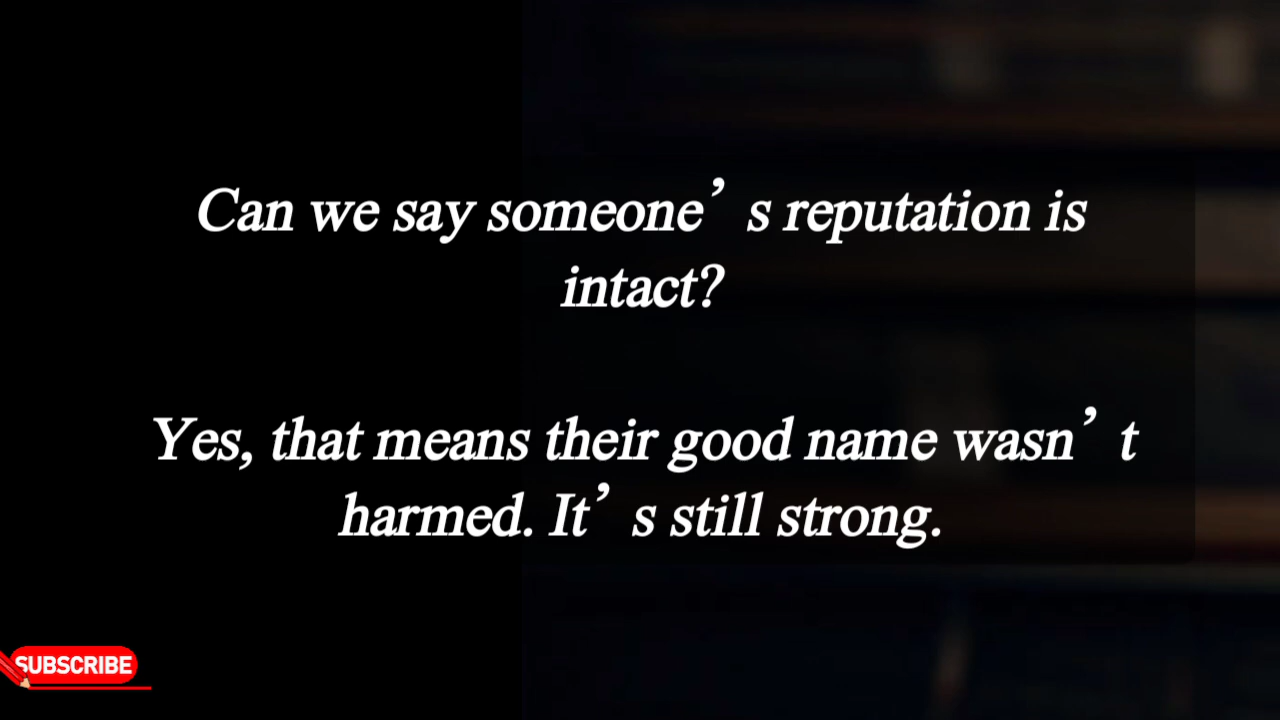 Can we say someone’s reputation is
intact?
Yes, that means their good name wasn’t
harmed. It’s still strong.
SUBSCRIBE